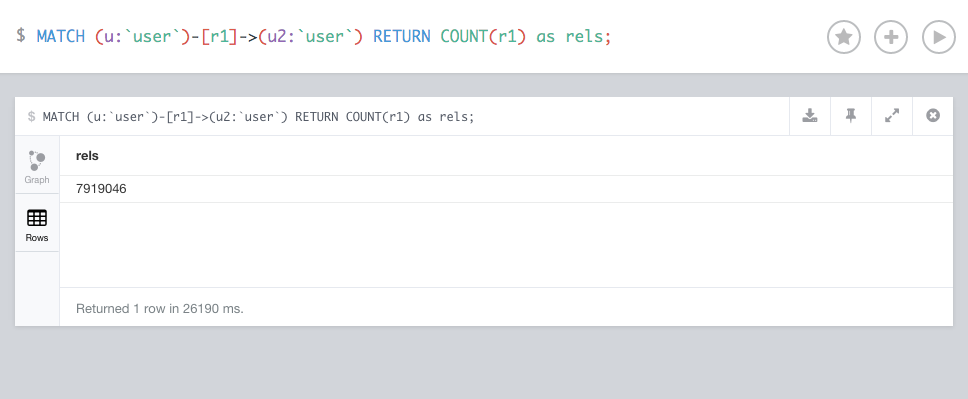 $ MATCH (u:`user`)-[r1]->(u2:`user`) RETURN COUNT(r1) as rels;
$ MATCH (u:`user`)-[r1]->(u2:`user`) RETURN COUNT(r1) as rels;
Graph
Rows
rels
7919046
Returned 1 row in 26190 ms.